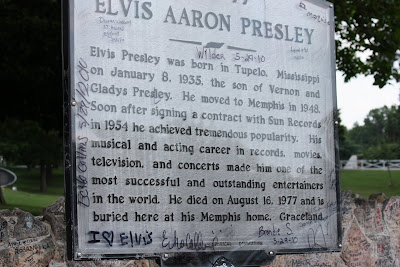 ELVIS AARON PRESLEY
Wilder 5-29-10
Elvis Presley was born in Tupelo, Mississippi
on January 8, 1935, the son of Vernon and
Gladys Presley. He moved to Memphis in 1948.
Soon after signing a contract with Sun Records
in 1954 he achieved tremendous popularity. His
musical and acting career in records, movies,
television, and concerts made him one of the
most successful and outstanding entertainers
in the world. He died on August 16, 1977 and is
buried here at his Memphis home, Graceland.
I ♥ Elvis